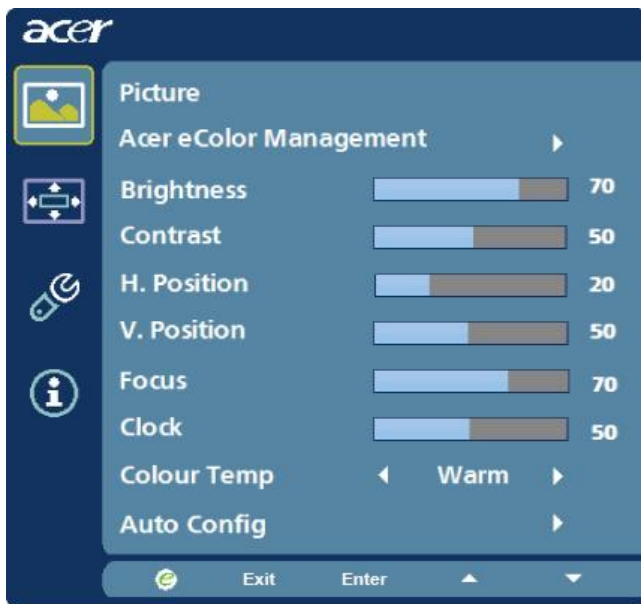 acer
Picture
Acer eColor Management
Brightness 70
Contrast 50
H. Position 20
V. Position 50
Focus 70
Clock 50
Colour Temp Warm
Auto Config
e Exit Enter